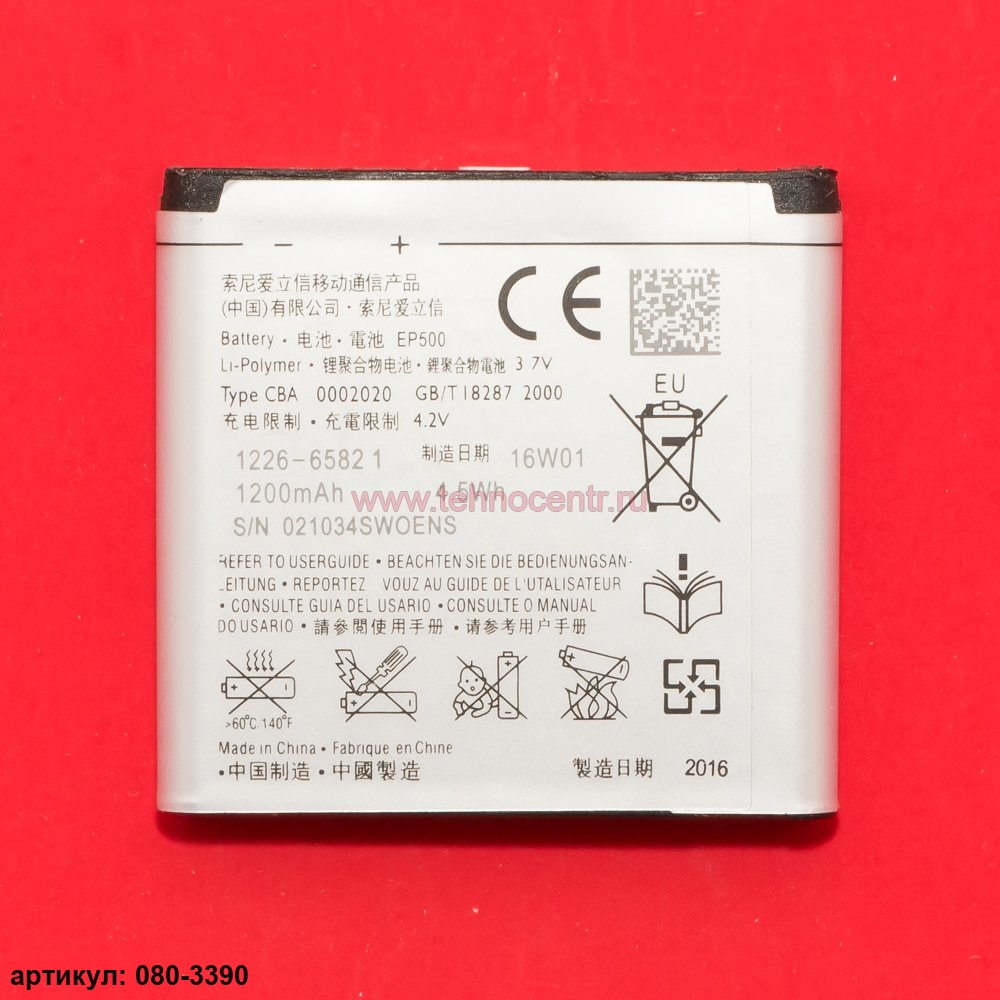 − +
索尼爱立信移动通信产品
(中国)有限公司·索尼爱立信
Battery · 电池 · 電池 EP500
Li-Polymer · 锂聚合物电池 · 鋰聚合物電池 3 7V
Type CBA 0002020 GB/T18287 2000
充电限制 · 充電限制 4.2V
1226-6582 1 制造日期 16W01
1200mAh 4.5Wh
www.tehnocentr.ru
S/N 021034SWOENS
EU
REFER TO USERGUIDE • BEACHTEN SIE DIE BEDIENUNGSAN-
LEITUNG • REPORTEZ VOUZ AU GUIDE DE L'UTILISATEUR
• CONSULTE GUIA DEL USARIO • CONSULTE O MANUAL
DO USARIO • 請參閱使用手册 • 请参考用户手册
>60°C.140°F
Made in China • Fabrique en Chine
•中国制造 • 中國製造 製造日期 2016
артикул: 080-3390